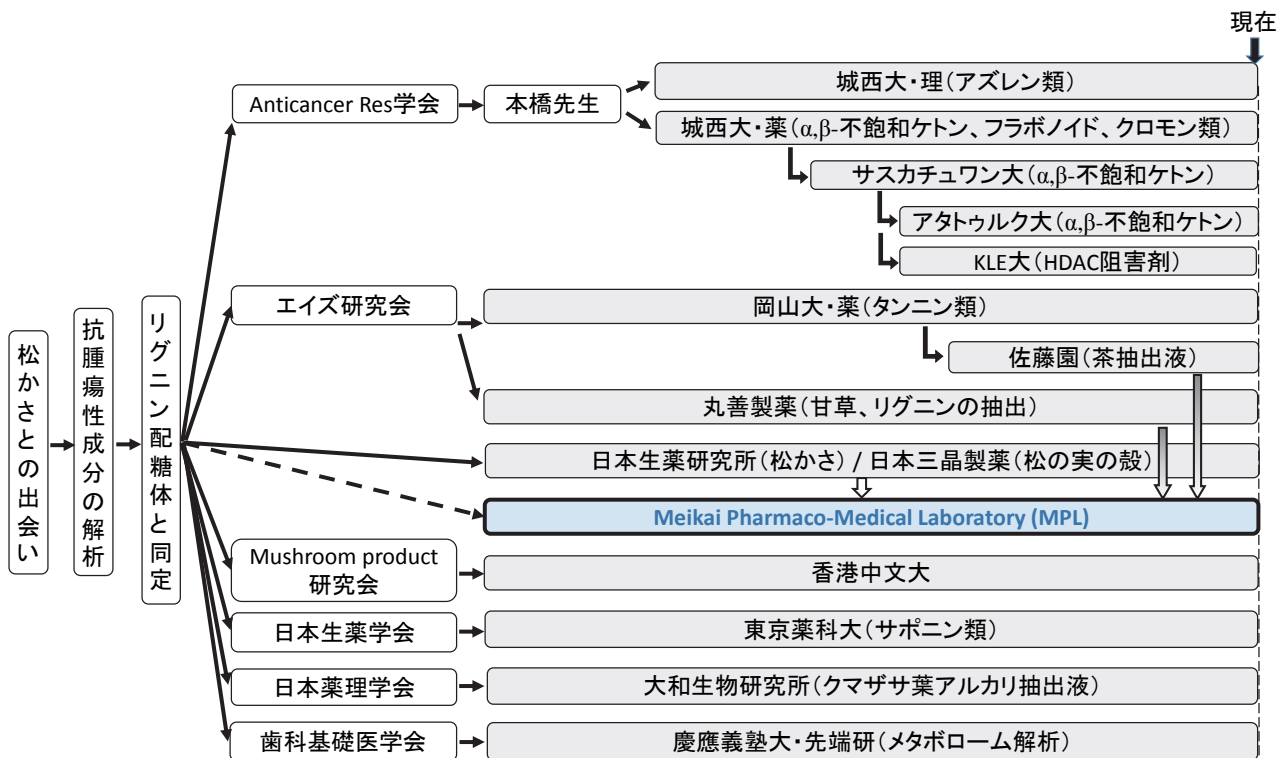 現在
松かさとの出会い
抗腫瘍性成分の解析
リグニン配糖体と同定
Anticancer Res学会
本橋先生
城西大・理（アズレン類）
城西大・薬（α,β-不飽和ケトン、フラボノイド、クロモン類）
サスカチュワン大（α,β-不飽和ケトン）
アタトゥルク大（α,β-不飽和ケトン）
KLE大（HDAC阻害剤）
エイズ研究会
岡山大・薬（タンニン類）
佐藤園（茶抽出液）
丸善製薬（甘草、リグニンの抽出）
日本生薬研究所（松かさ） / 日本三晶製薬（松の実の殻）
Meikai Pharmaco-Medical Laboratory (MPL)
Mushroom product
研究会
香港中文大
日本生薬学会
東京薬科大（サポニン類）
日本薬理学会
大和生物研究所（クマザサ葉アルカリ抽出液）
歯科基礎医学会
慶應義塾大・先端研（メタボローム解析）